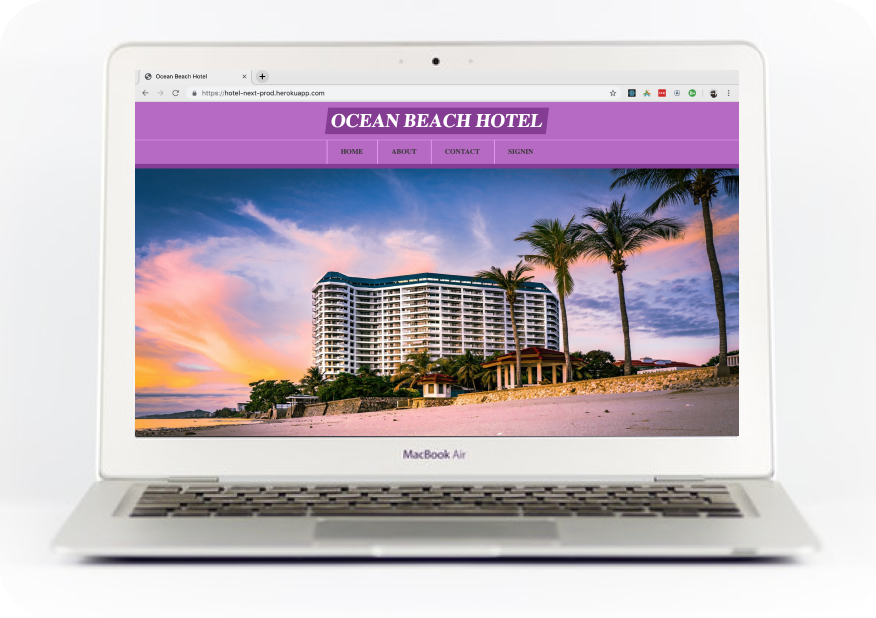 Ocean Beach Hotel
https://hotel-next-prod.herokuapp.com
OCEAN BEACH HOTEL
HOME ABOUT CONTACT SIGNIN
MacBook Air